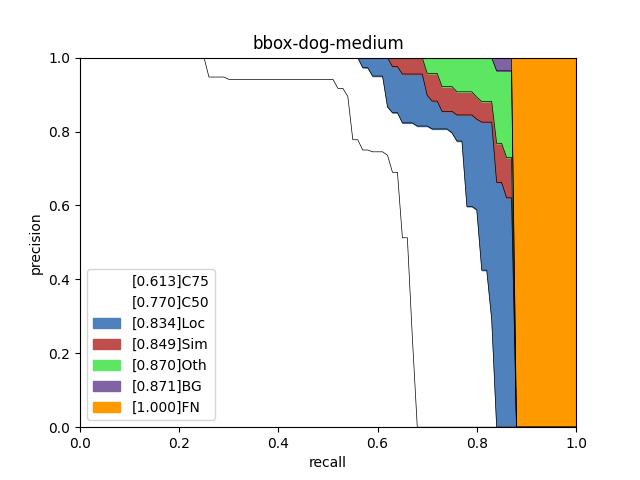 bbox-dog-medium
1.0
0.8
0.6
0.4
0.2
0.0
precision
[0.613]C75
[0.770]C50
[0.834]Loc
[0.849]Sim
[0.870]Oth
[0.871]BG
[1.000]FN
0.0 0.2 0.4 0.6 0.8 1.0
recall